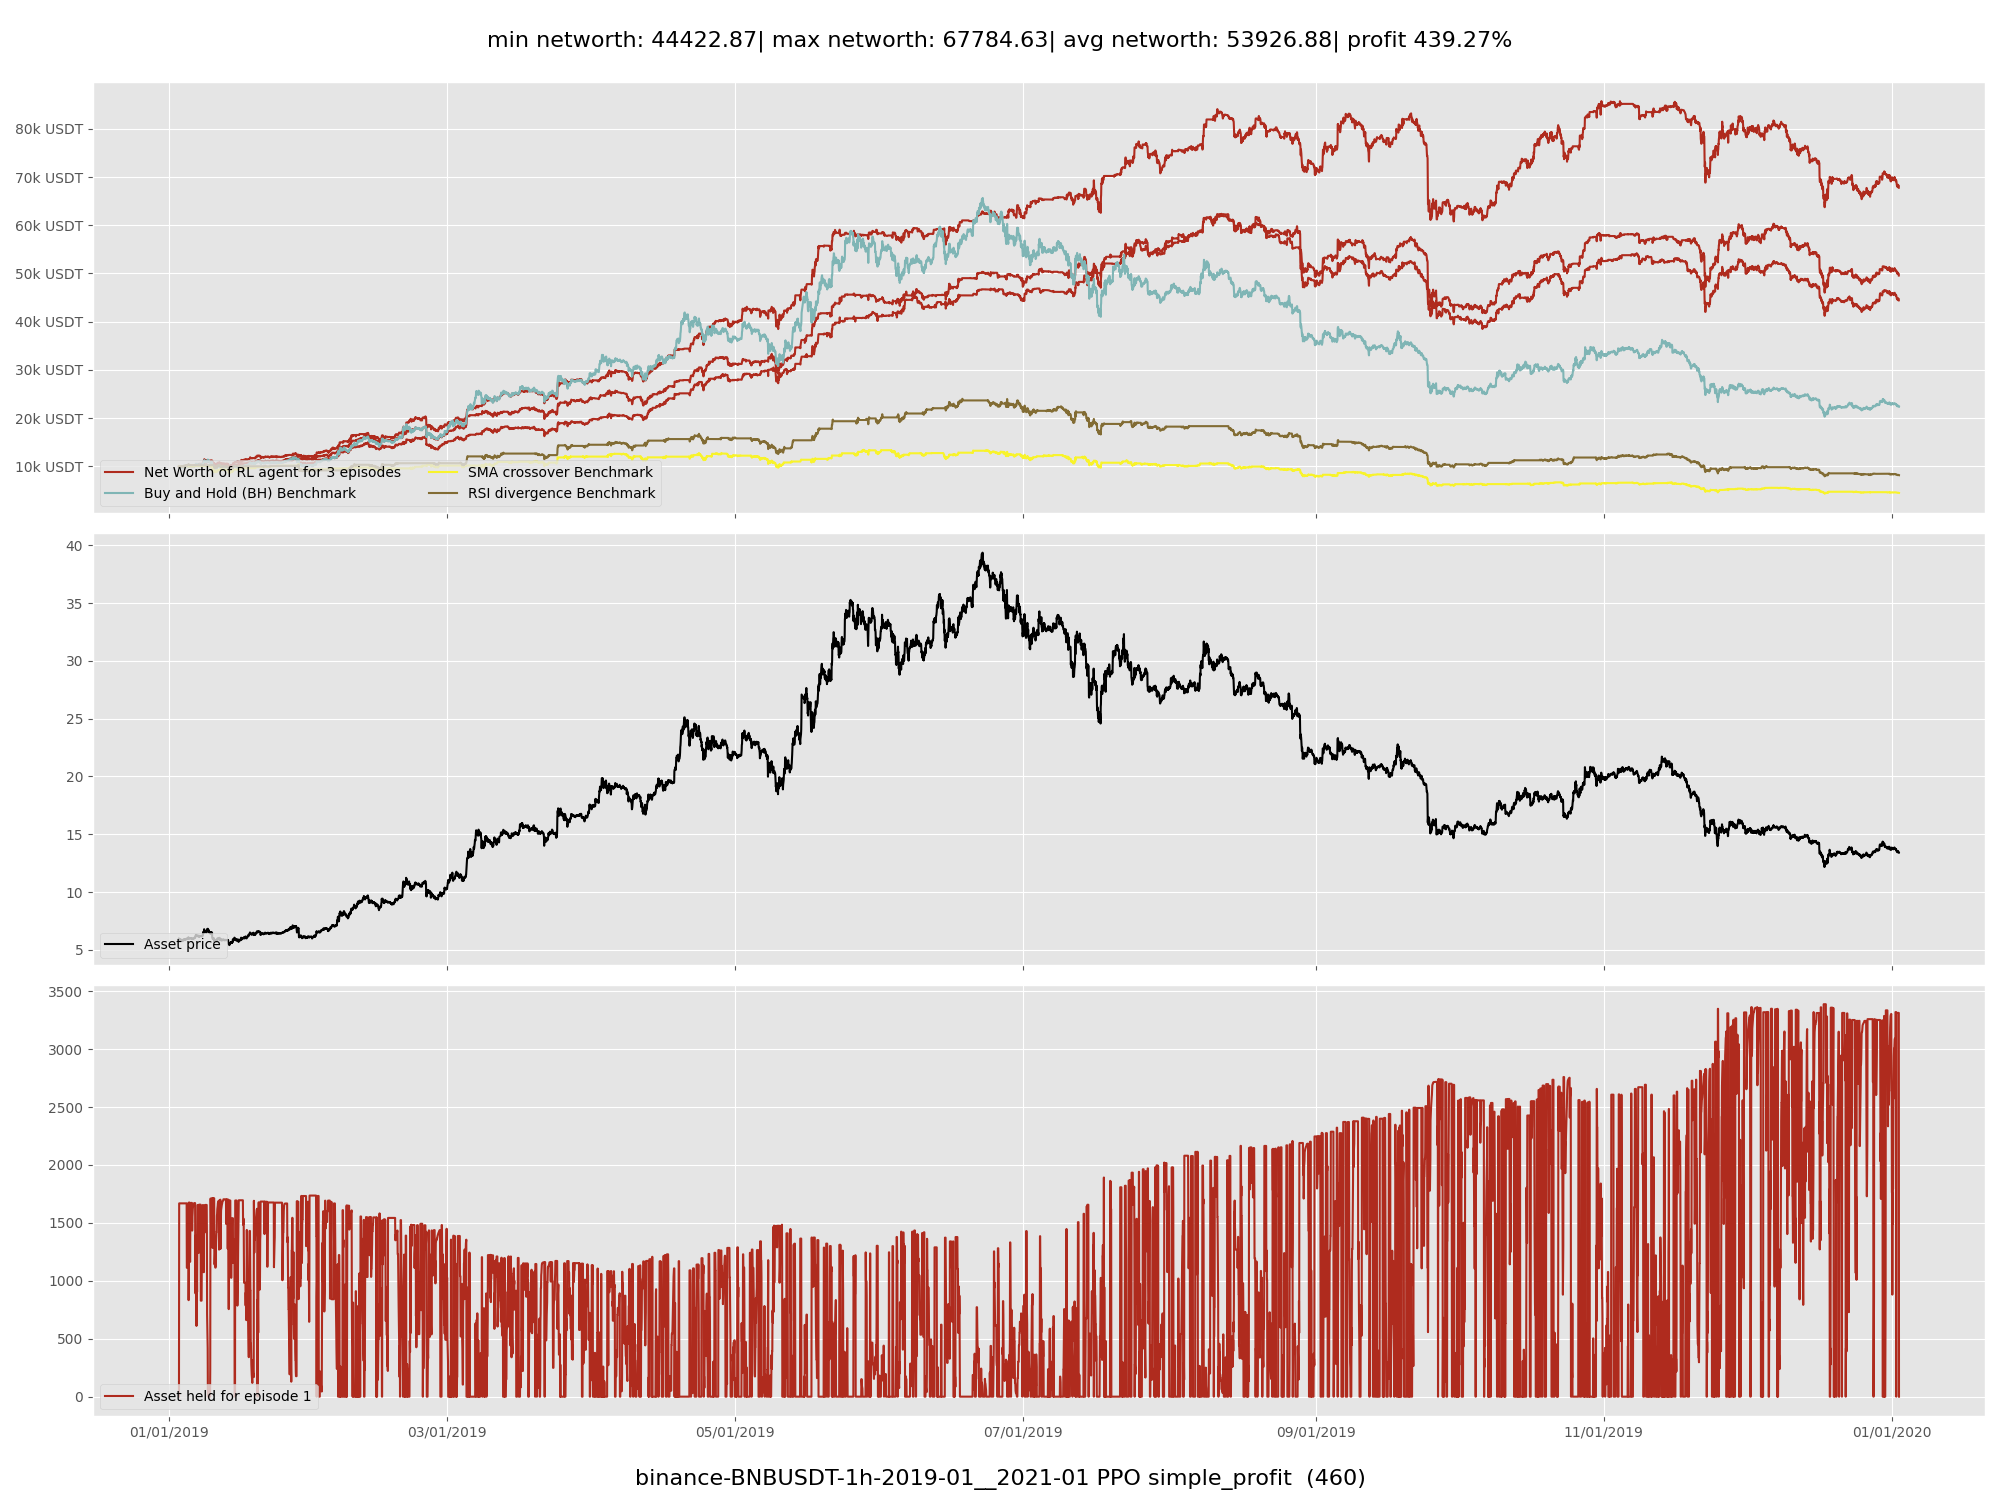 min networth: 44422.87| max networth: 67784.63| avg networth: 53926.88| profit 439.27%
80k USDT
70k USDT
60k USDT
50k USDT
40k USDT
30k USDT
20k USDT
10k USDT
Net Worth of RL agent for 3 episodes
Buy and Hold (BH) Benchmark
SMA crossover Benchmark
RSI divergence Benchmark
40
35
30
25
20
15
10
5
Asset price
3500
3000
2500
2000
1500
1000
500
0
Asset held for episode 1
01/01/2019 03/01/2019 05/01/2019 07/01/2019 09/01/2019 11/01/2019 01/01/2020
binance-BNBUSDT-1h-2019-01__2021-01 PPO simple_profit (460)